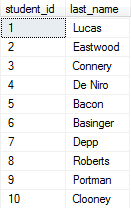 student_id last_name
1 Lucas
2 Eastwood
3 Connery
4 De Niro
5 Bacon
6 Basinger
7 Depp
8 Roberts
9 Portman
10 Clooney